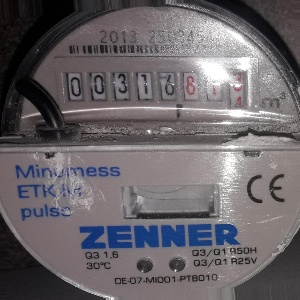 2013
0031681
m³
Minomess
ETK
pulse
ZENNER
CE
Q3 1,6
Q3/Q1 R50H
30°C
Q3/Q1 R25V
DE-07-MI001-PTB010